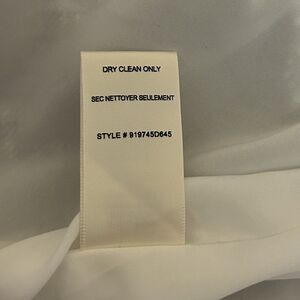 DRY CLEAN ONLY
SEC NETTOYER SEULEMENT
STYLE # 919745D645